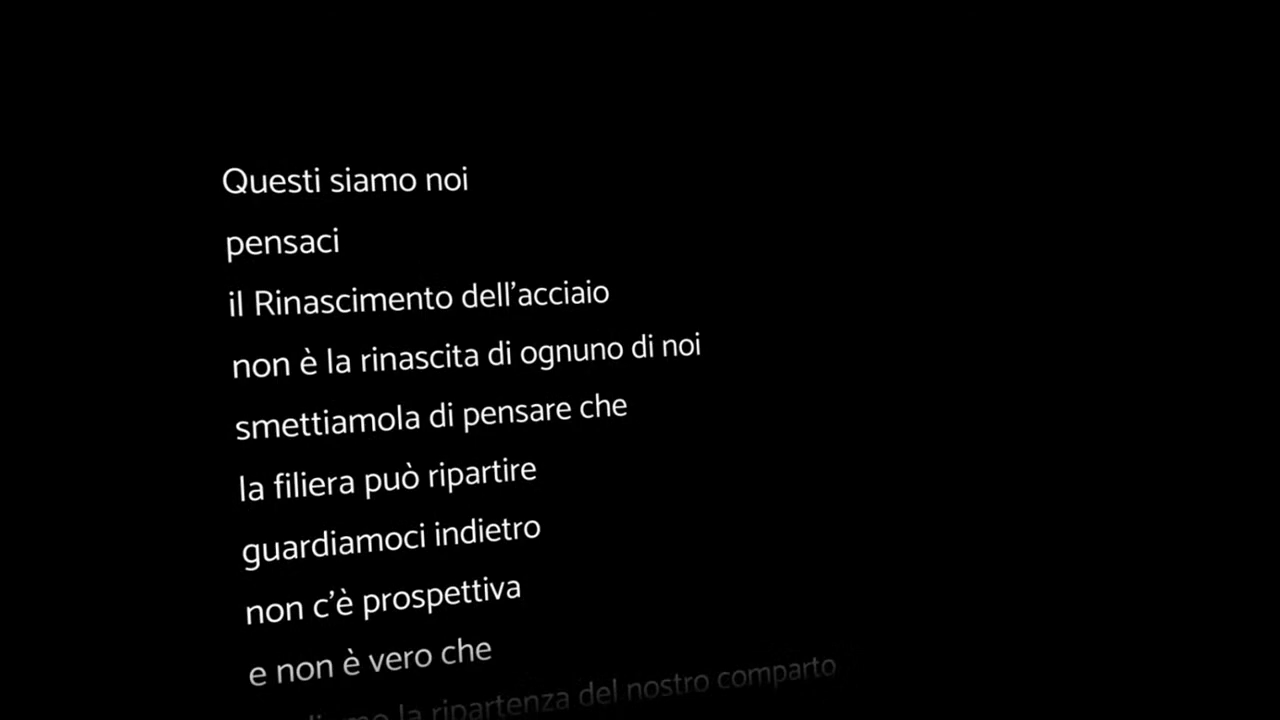 Questi siamo noi
pensaci
il Rinascimento dell’acciaio
non è la rinascita di ognuno di noi
smettiamola di pensare che
la filiera può ripartire
guardiamoci indietro
non c’è prospettiva
e non è vero che
la ripartenza del nostro comparto